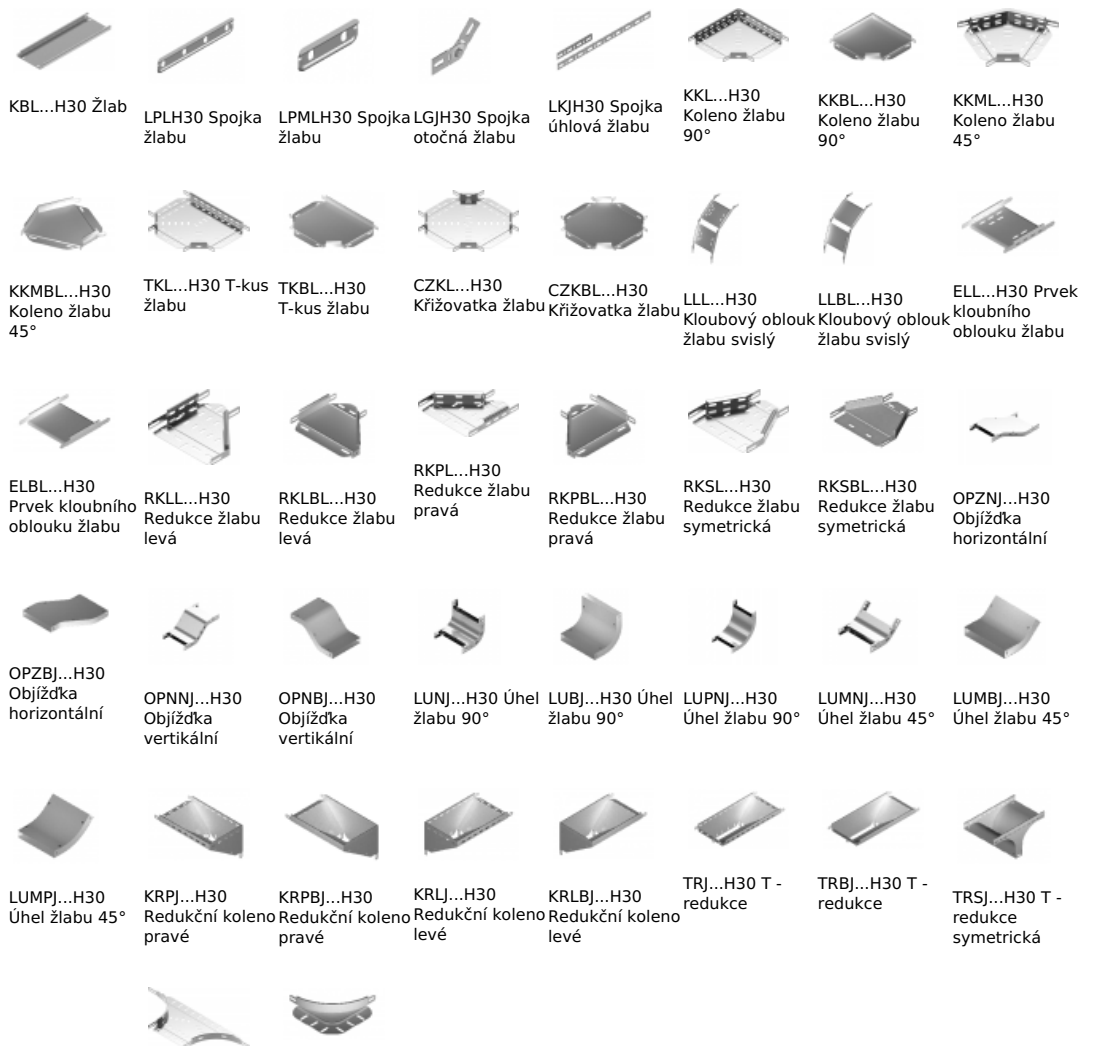 KBL...H30 Žlab
LPLH30 Spojka
žlabu
LPMLH30 Spojka
žlabu
LGJH30 Spojka
otočná žlabu
LKJH30 Spojka
úhlová žlabu
KKL...H30
Koleno žlabu
90°
KKBL...H30
Koleno žlabu
90°
KKML...H30
Koleno žlabu
45°
KKMBL...H30
Koleno žlabu
45°
TKL...H30 T-kus
žlabu
TKBL...H30
T-kus žlabu
CZKL...H30
Křižovatka žlabu
CZKBL...H30
Křižovatka žlabu
LLL...H30
Kloubový oblouk
žlabu svislý
LLBL...H30
Kloubový oblouk
žlabu svislý
ELL...H30 Prvek
kloubního
oblouku žlabu
ELBL...H30
Prvek kloubního
oblouku žlabu
RKLL...H30
Redukce žlabu
levá
RKLBL...H30
Redukce žlabu
levá
RKPL...H30
Redukce žlabu
pravá
RKPBL...H30
Redukce žlabu
pravá
RKSL...H30
Redukce žlabu
symetrická
RKSBL...H30
Redukce žlabu
symetrická
OPZNJ...H30
Objížďka
horizontální
OPZBJ...H30
Objížďka
horizontální
OPNNJ...H30
Objížďka
vertikální
OPNBJ...H30
Objížďka
vertikální
LUNJ...H30 Úhel
žlabu 90°
LUBJ...H30 Úhel
žlabu 90°
LUPNJ...H30
Úhel žlabu 90°
LUMNJ...H30
Úhel žlabu 45°
LUMBJ...H30
Úhel žlabu 45°
LUMPJ...H30
Úhel žlabu 45°
KRPJ...H30
Redukční koleno
pravé
KRPBJ...H30
Redukční koleno
pravé
KRLJ...H30
Redukční koleno
levé
KRLBJ...H30
Redukční koleno
levé
TRJ...H30 T -
redukce
TRBJ...H30 T -
redukce
TRSJ...H30 T -
redukce
symetrická